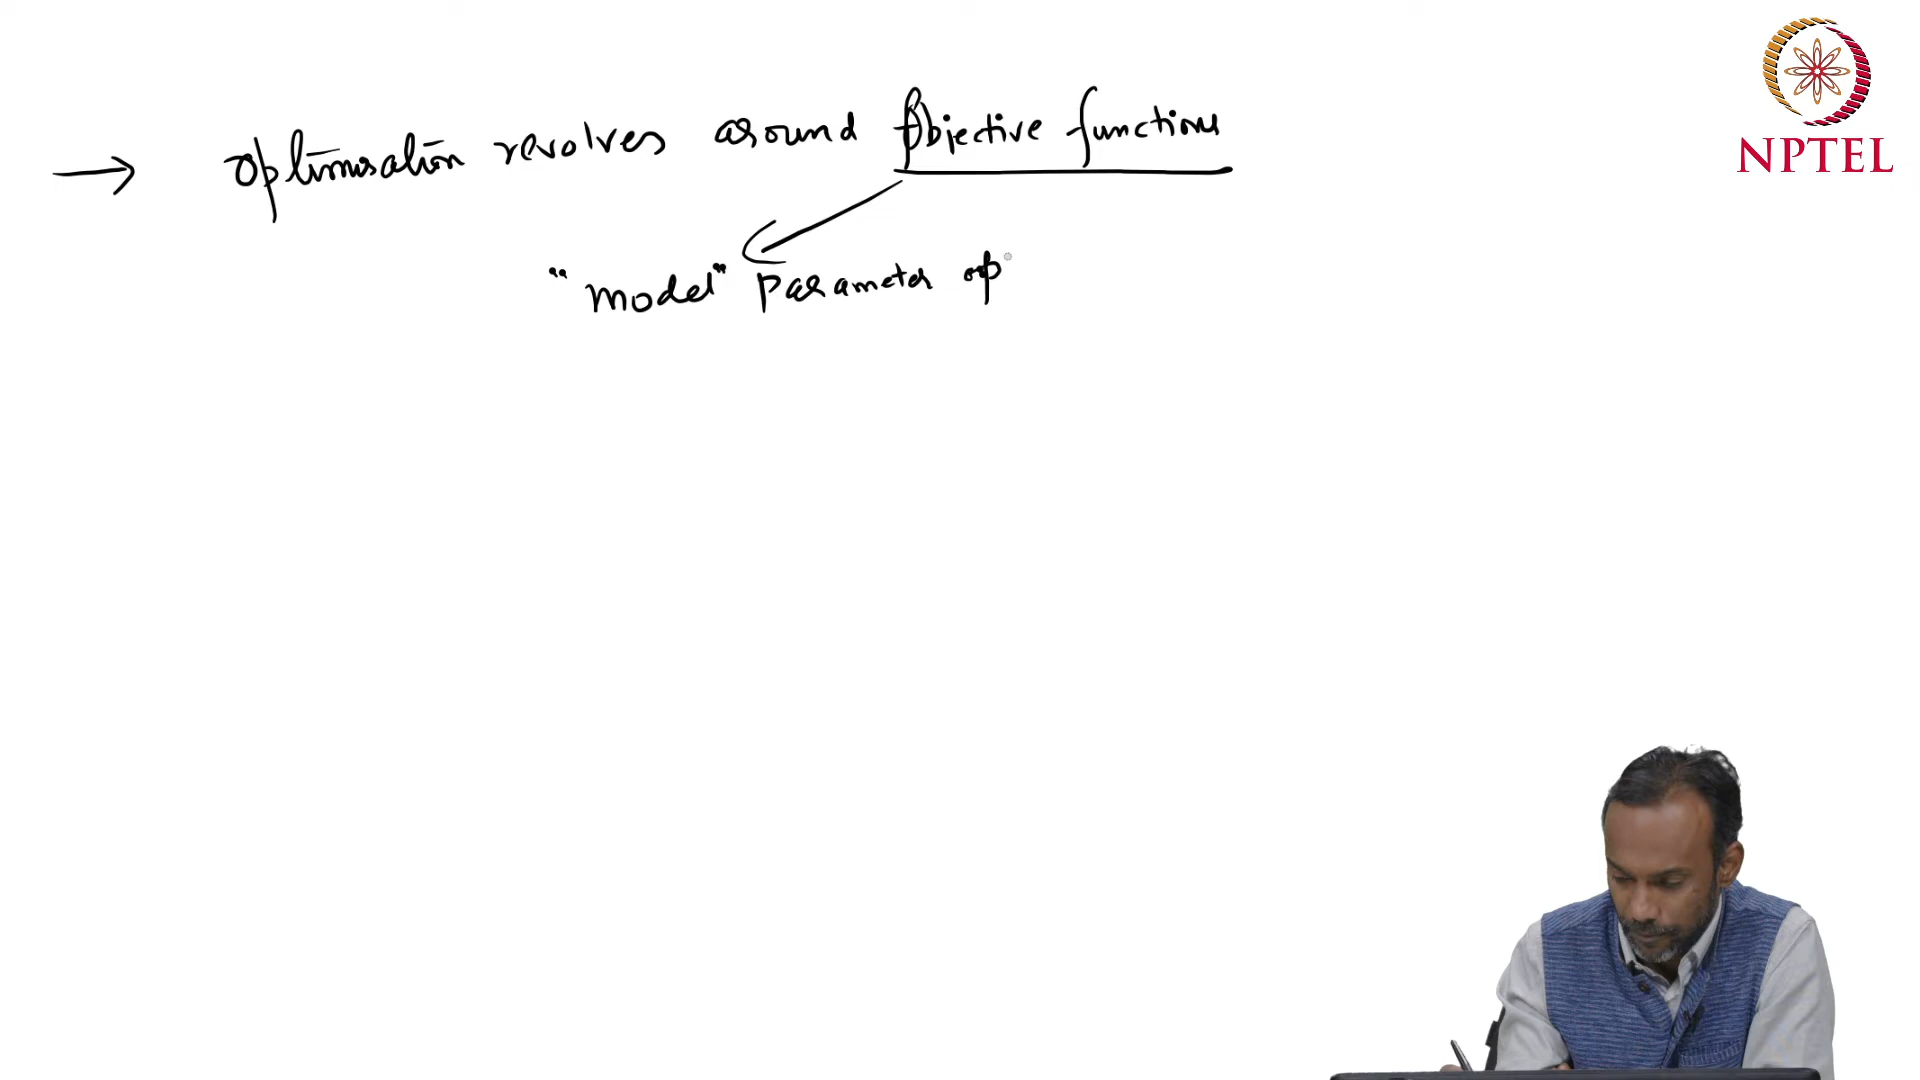 → optimisation revolves around objective functions
NPTEL
"model" parameter op